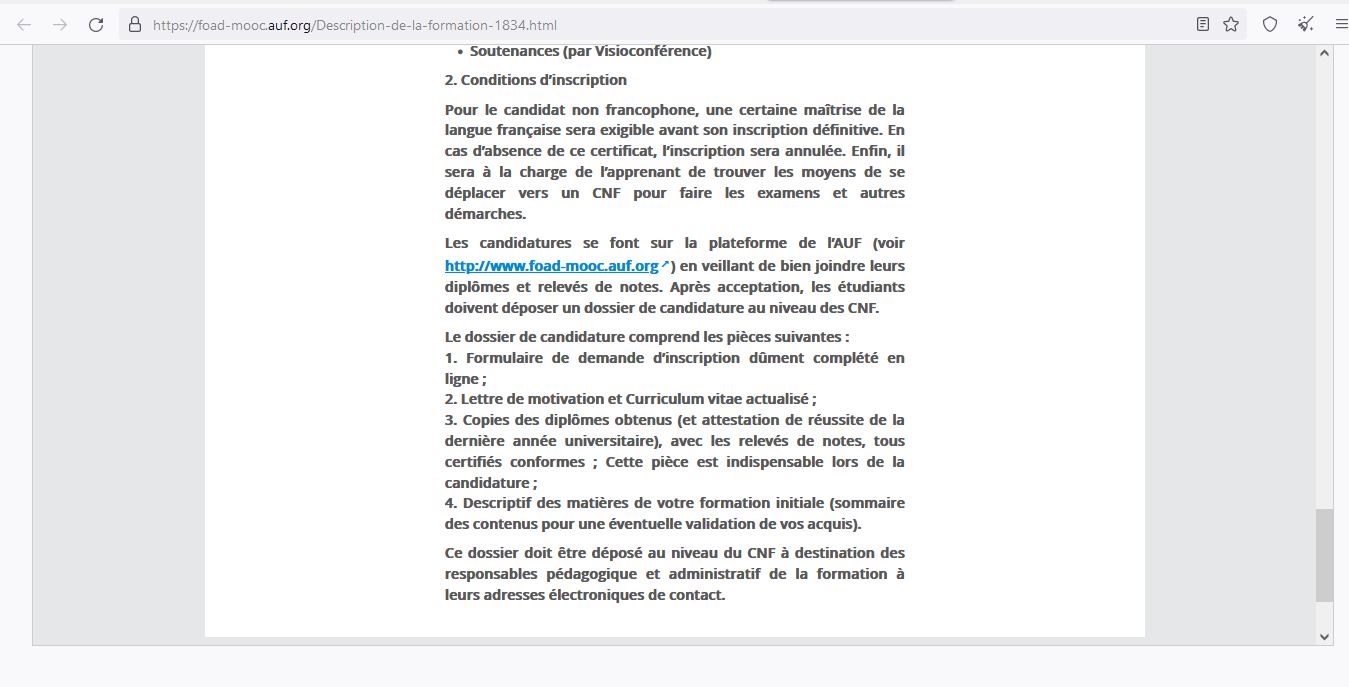 https://foad-mooc.auf.org/Description-de-la-formation-1834.html
• Soutenances (par Visioconférence)
2. Conditions d’inscription
Pour le candidat non francophone, une certaine maîtrise de la
langue française sera exigible avant son inscription définitive. En
cas d’absence de ce certificat, l’inscription sera annulée. Enfin, il
sera à la charge de l’apprenant de trouver les moyens de se
déplacer vers un CNF pour faire les examens et autres
démarches.
Les candidatures se font sur la plateforme de l’AUF (voir
http://www.foad-mooc.auf.org ) en veillant de bien joindre leurs
diplômes et relevés de notes. Après acceptation, les étudiants
doivent déposer un dossier de candidature au niveau des CNF.
Le dossier de candidature comprend les pièces suivantes :
1. Formulaire de demande d’inscription dûment complété en
ligne ;
2. Lettre de motivation et Curriculum vitae actualisé ;
3. Copies des diplômes obtenus (et attestation de réussite de la
dernière année universitaire), avec les relevés de notes, tous
certifiés conformes ; Cette pièce est indispensable lors de la
candidature ;
4. Descriptif des matières de votre formation initiale (sommaire
des contenus pour une éventuelle validation de vos acquis).
Ce dossier doit être déposé au niveau du CNF à destination des
responsables pédagogique et administratif de la formation à
leurs adresses électroniques de contact.